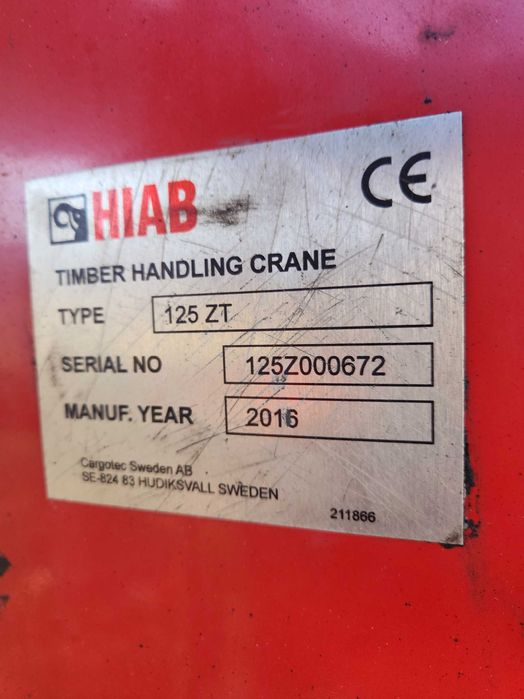 HIAB
CE
TIMBER HANDLING CRANE
TYPE 125 ZT
SERIAL NO 125Z000672
MANUF. YEAR 2016
Cargotec Sweden AB
SE-824 83 HUDIKSVALL SWEDEN
211866